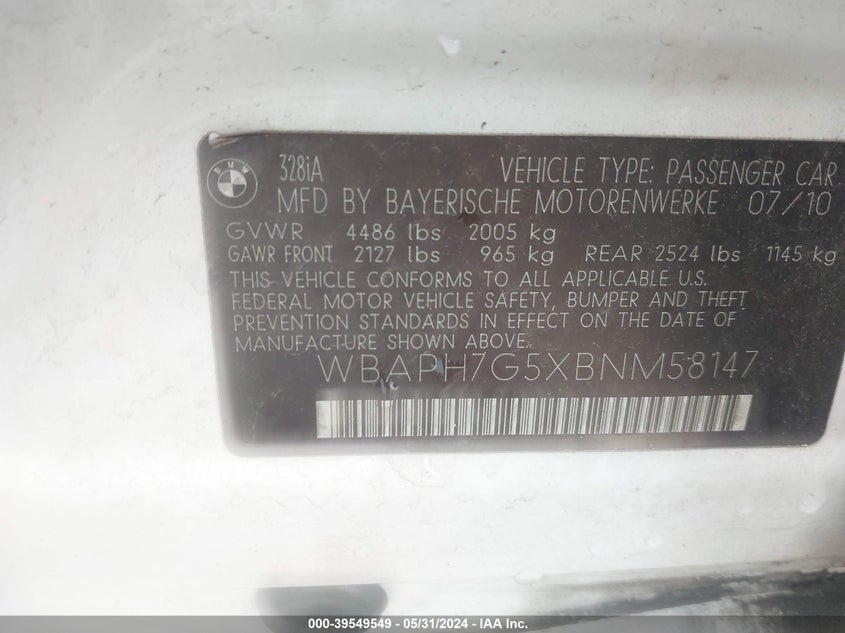 BMW
328iA VEHICLE TYPE: PASSENGER CAR
MFD BY BAYERISCHE MOTORENWERKE 07/10
GVWR 4486 lbs 2005 kg
GAWR FRONT 2127 lbs 965 kg REAR 2524 lbs 1145 kg
THIS VEHICLE CONFORMS TO ALL APPLICABLE U.S.
FEDERAL MOTOR VEHICLE SAFETY, BUMPER AND THEFT
PREVENTION STANDARDS IN EFFECT ON THE DATE OF
MANUFACTURE SHOWN ABOVE.
WBAPH7G5XBNM58147
000-39549549 - 05/31/2024 - IAA Inc.